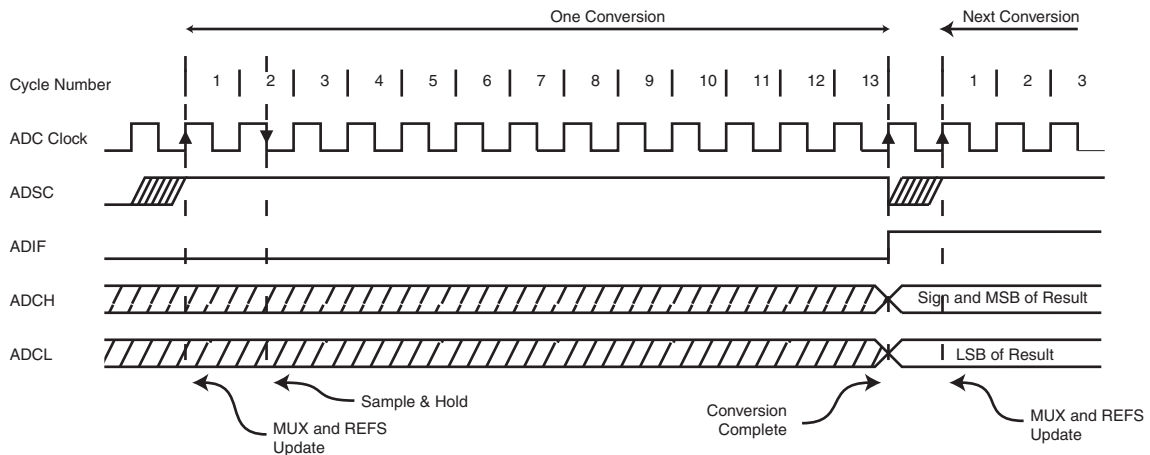 One Conversion Next Conversion
Cycle Number 1 2 3 4 5 6 7 8 9 10 11 12 13 1 2 3
ADC Clock
ADSC
ADIF
ADCH Sign and MSB of Result
ADCL LSB of Result
Sample & Hold
MUX and REFS
Update
Conversion
Complete
MUX and REFS
Update